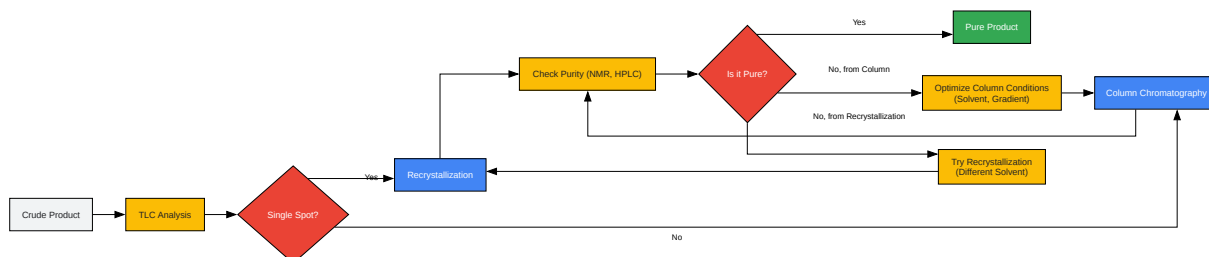 Yes
Pure Product
Check Purity (NMR, HPLC)
Is it Pure?
No, from Column
Optimize Column Conditions
(Solvent, Gradient)
Column Chromatography
No, from Recrystallization
Try Recrystallization
(Different Solvent)
Yes
Recrystallization
Crude Product
TLC Analysis
Single Spot?
No